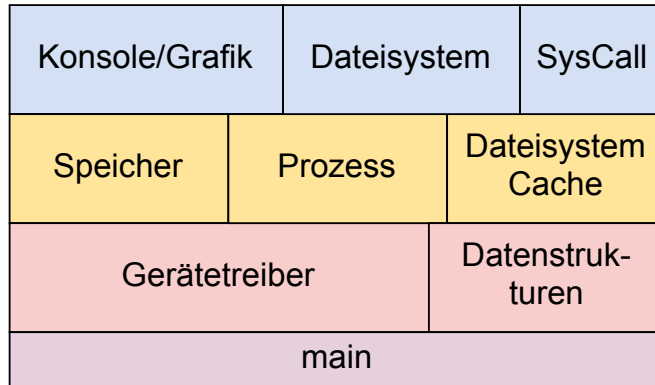 Konsole/Grafik
Dateisystem
SysCall
Speicher
Prozess
Dateisystem
Cache
Gerätetreiber
Datenstruk-
turen
main